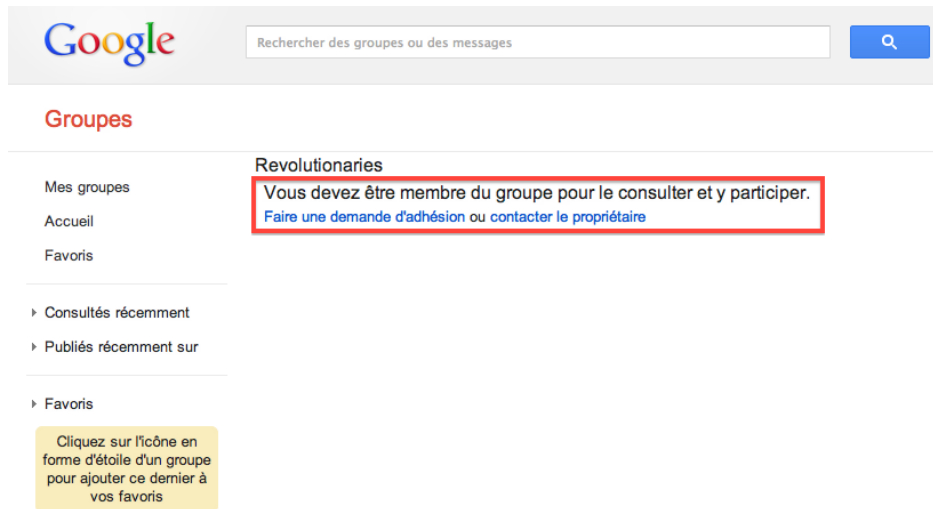 Google
Rechercher des groupes ou des messages
Groupes
Revolutionaries
Vous devez être membre du groupe pour le consulter et y participer.
Faire une demande d'adhésion ou contacter le propriétaire
Mes groupes
Accueil
Favoris
Consultés récemment
Publiés récemment sur
Favoris
Cliquez sur l'icône en
forme d'étoile d'un groupe
pour ajouter ce dernier à
vos favoris